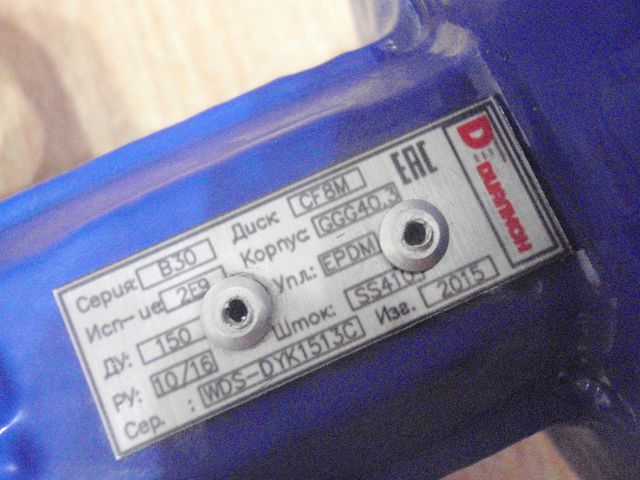 Серия: B30 Диск: CF8M EAC
Исп-ие 2E9 Корпус: GGG40.3
ДУ: 150 Упл.: EPDM
РУ: 10/16 Шток: Изг. 2015
Сер. : WDS-DYK1513C